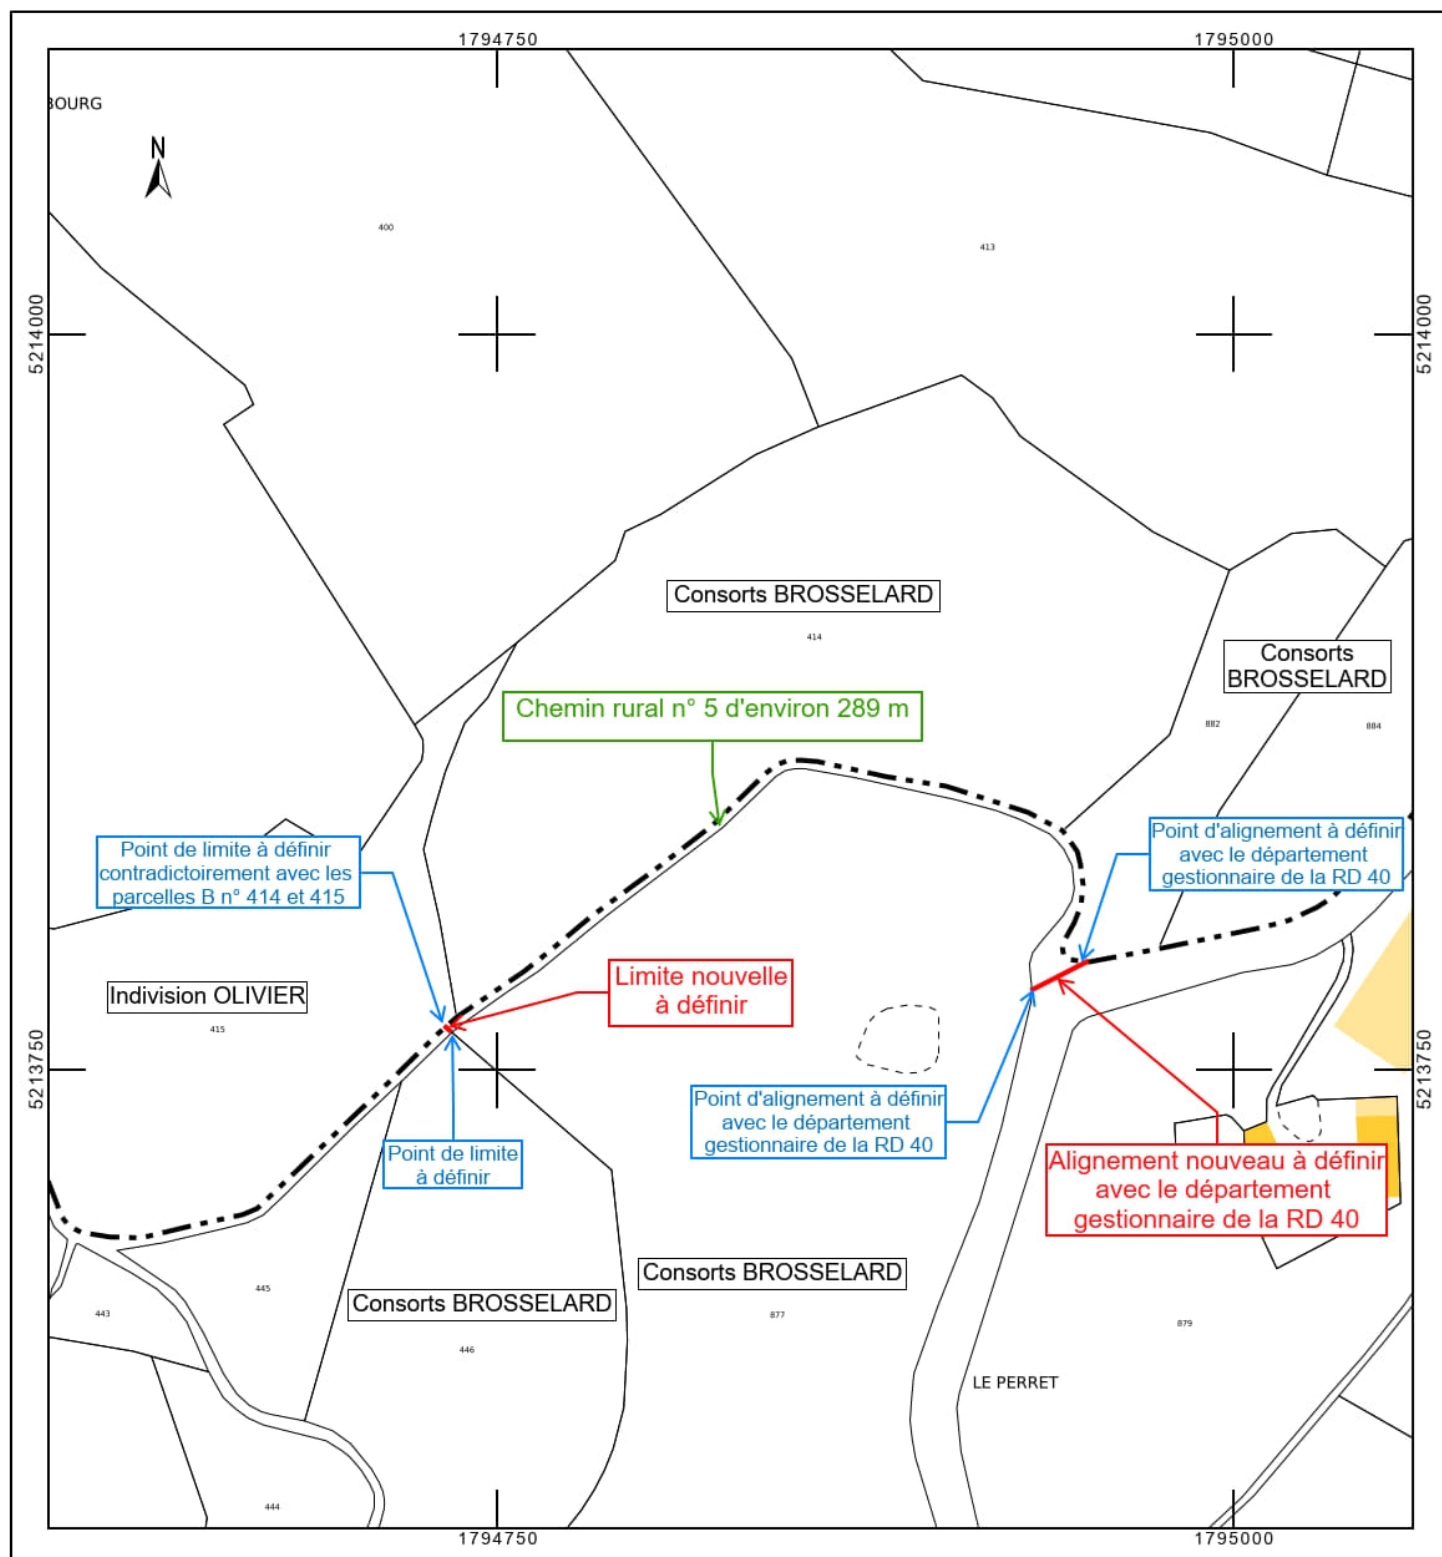 1794750
1795000
BOURG
N
400
413
5214000
5214000
Consorts BROSSELARD
414
Consorts
BROSSELARD
Chemin rural n° 5 d'environ 289 m
882
884
Point de limite à définir
contradictoirement avec les
parcelles B n° 414 et 415
Point d'alignement à définir
avec le département
gestionnaire de la RD 40
Limite nouvelle
à définir
Indivision OLIVIER
415
5213750
5213750
Point d'alignement à définir
avec le département
gestionnaire de la RD 40
Point de limite
à définir
Alignement nouveau à définir
avec le département
gestionnaire de la RD 40
Consorts BROSSELARD
877
445
443
Consorts BROSSELARD
446
879
LE PERRET
444
1794750
1795000